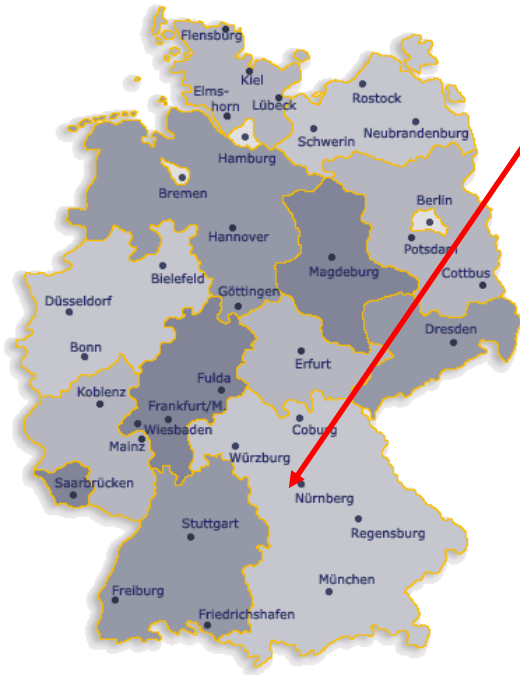 Flensburg
Kiel
Elms-
horn
Lübeck
Rostock
Schwerin
Neubrandenburg
Hamburg
Bremen
Berlin
Hannover
Potsdam
Magdeburg
Bielefeld
Cottbus
Göttingen
Düsseldorf
Dresden
Bonn
Erfurt
Fulda
Koblenz
Frankfurt/M.
Coburg
Wiesbaden
Mainz
Würzburg
Saarbrücken
Nürnberg
Stuttgart
Regensburg
München
Freiburg
Friedrichshafen